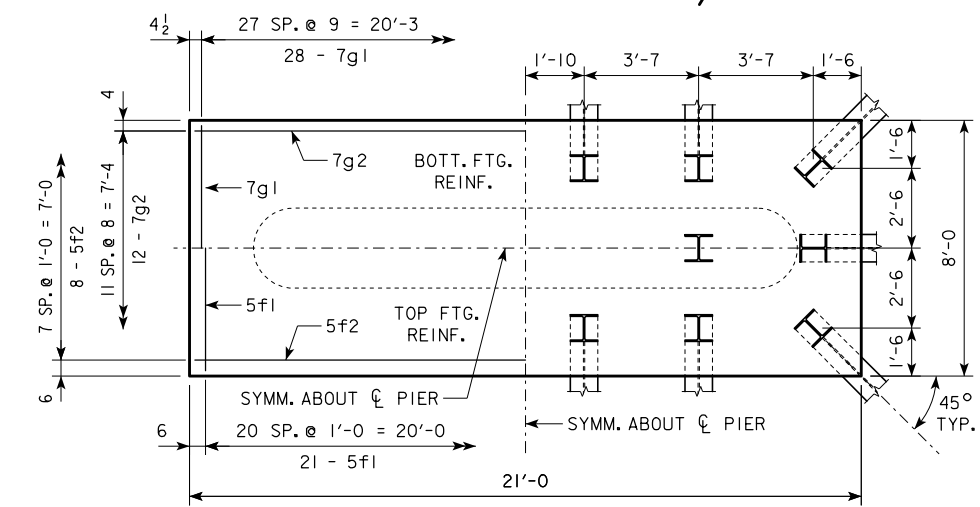 4½
27 SP.@ 9 = 20'-3
28 - 7g1
1'-10
3'-7
3'-7
1'-6
4
7g2
BOTT. FTG.
REINF.
7g1
1'-6
2'-6
2'-6
1'-6
8'-0
7 SP.@ 1'-0 = 7'-0
8 - 5f2
11 SP.@ 8 = 7'-4
12 - 7g2
5f1
TOP FTG.
REINF.
5f2
6
SYMM. ABOUT ℄ PIER
SYMM. ABOUT ℄ PIER
45°
TYP.
6
20 SP.@ 1'-0 = 20'-0
21 - 5f1
21'-0